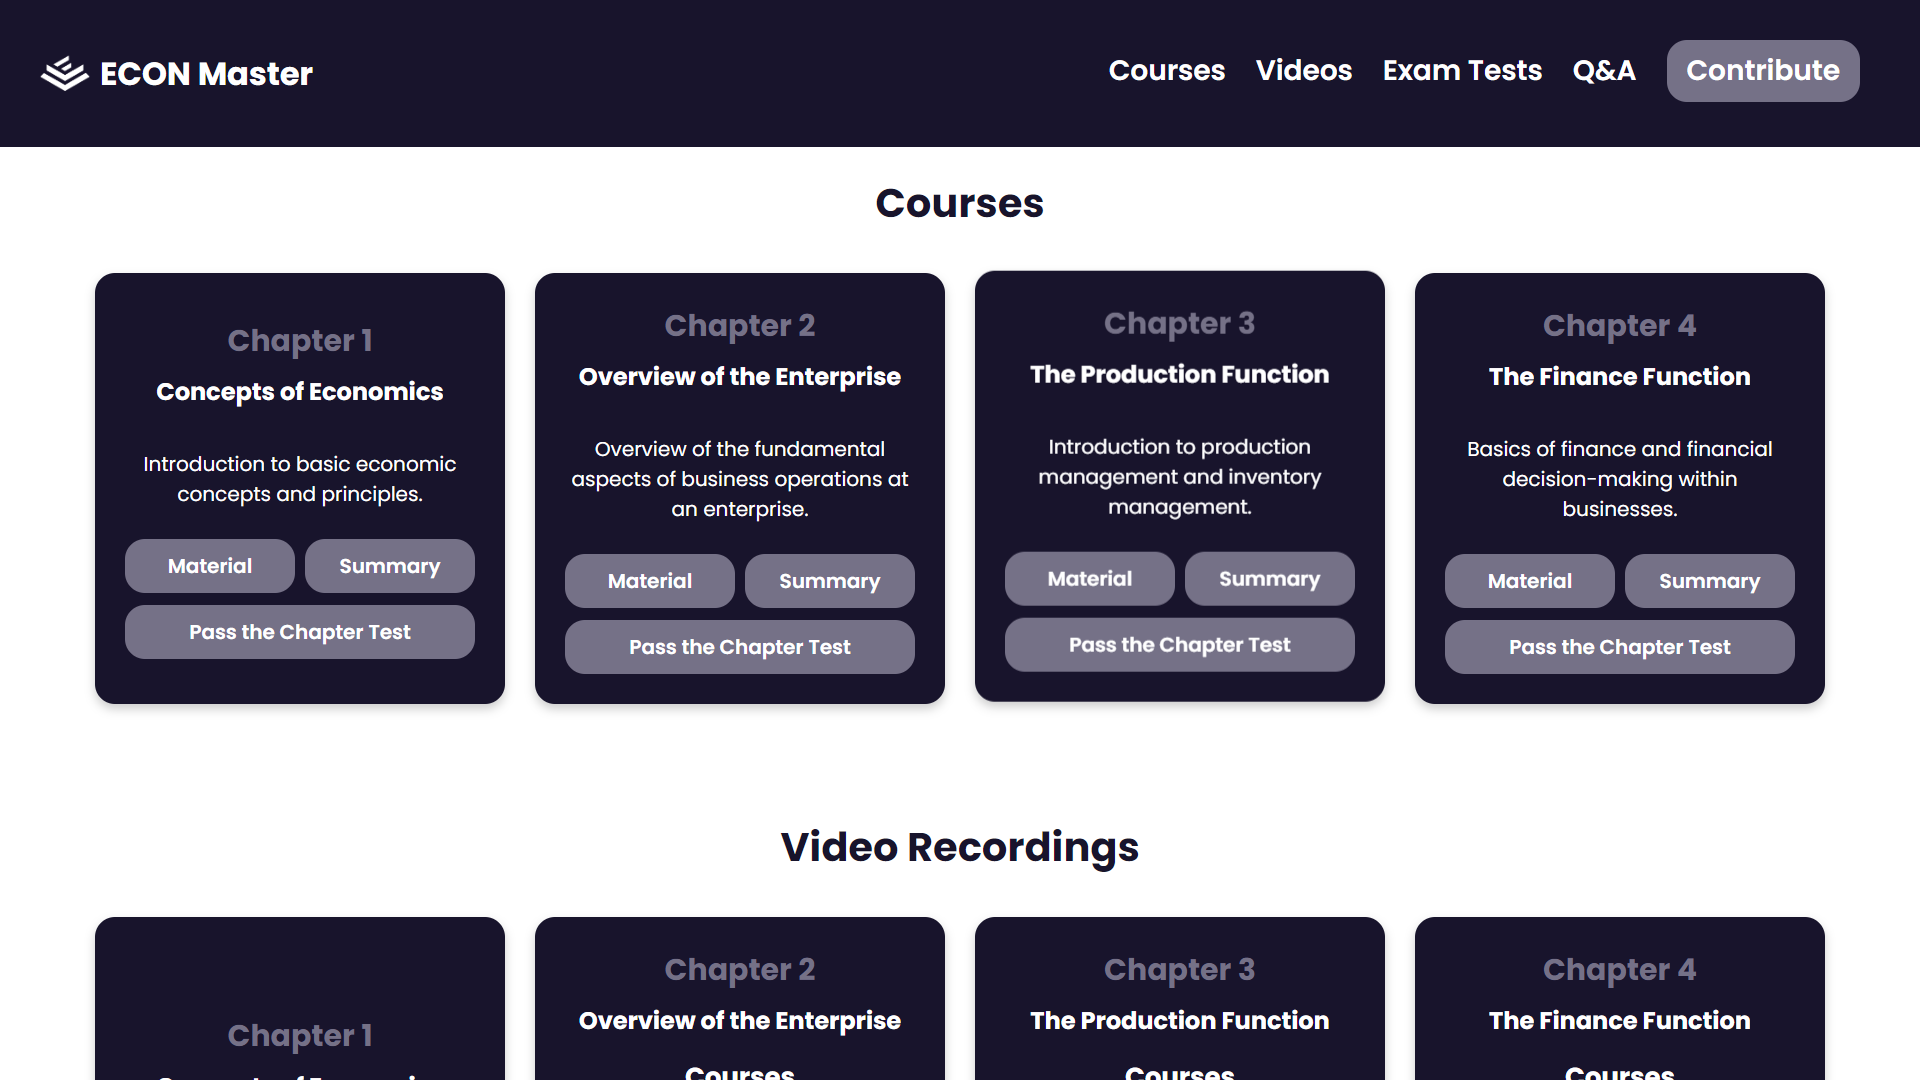 ECON Master
Courses
Videos
Exam Tests
Q&A
Contribute
Courses
Chapter 1
Concepts of Economics
Introduction to basic economic
concepts and principles.
Material
Summary
Pass the Chapter Test
Chapter 2
Overview of the Enterprise
Overview of the fundamental
aspects of business operations at
an enterprise.
Material
Summary
Pass the Chapter Test
Chapter 3
The Production Function
Introduction to production
management and inventory
management.
Material
Summary
Pass the Chapter Test
Chapter 4
The Finance Function
Basics of finance and financial
decision-making within
businesses.
Material
Summary
Pass the Chapter Test
Video Recordings
Chapter 1
Chapter 2
Overview of the Enterprise
Courses
Chapter 3
The Production Function
Courses
Chapter 4
The Finance Function
Courses